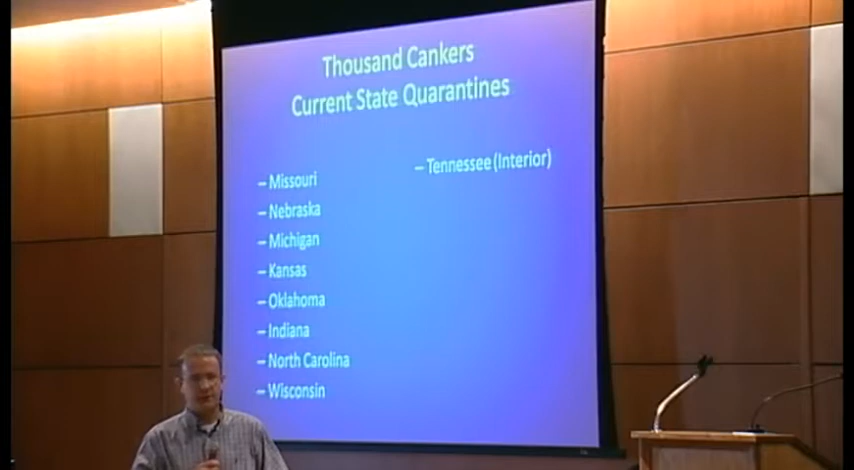 Thousand Cankers
Current State Quarantines
– Missouri
– Nebraska
– Michigan
– Kansas
– Oklahoma
– Indiana
– North Carolina
– Wisconsin
– Tennessee (Interior)